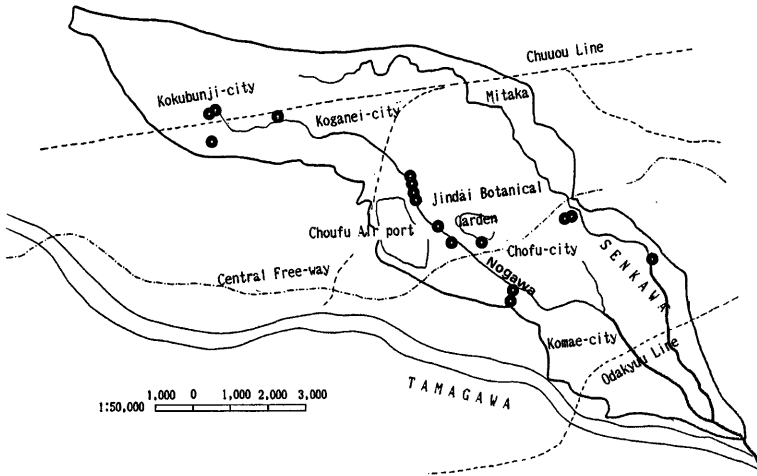 Chuuou Line
Kokubunji-city
Mitaka
Koganei-city
Jindai Botanical
Garden
Choufu Air port
Chofu-city
SENKAWA
Central Free-way
Nogawa
Komae-city
Odakyuu Line
TAMAGAWA
1:50,000
1,000 0 1,000 2,000 3,000